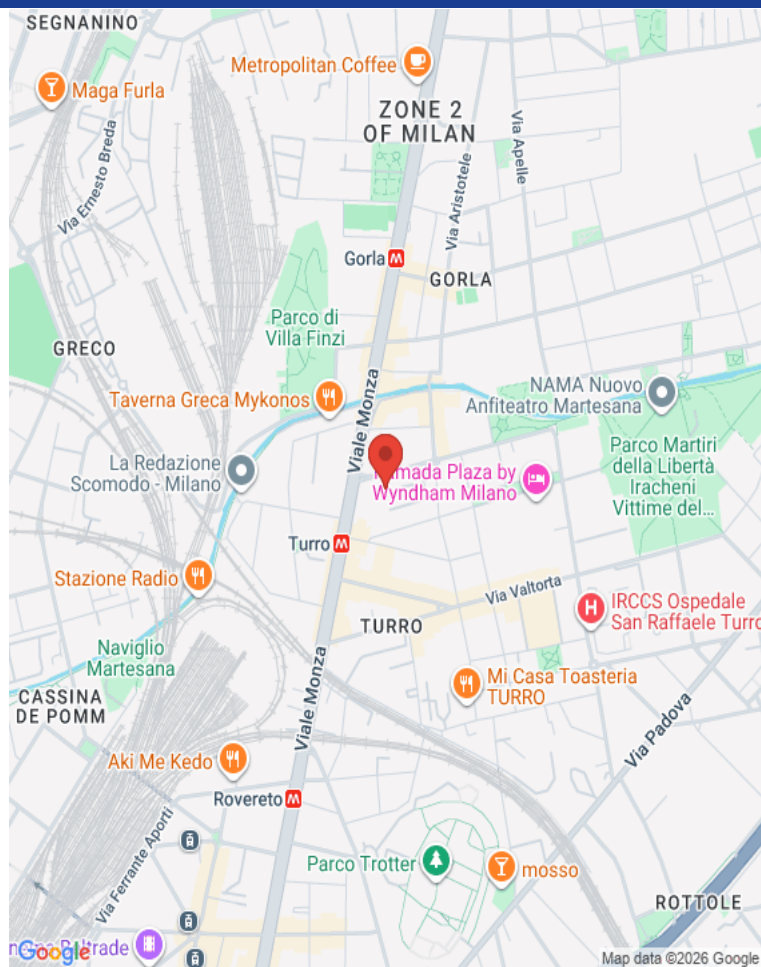 SEGNANINO
Metropolitan Coffee
Maga Furla
ZONE 2
OF MILAN
Via Apelle
Via Ernesto Breda
Via Aristotele
Gorla
M
GORLA
Parco di
Villa Finzi
GRECO
Viale Monza
NAMA Nuovo
Anfiteatro Martesana
Taverna Greca Mykonos
La Redazione
Scomodo - Milano
Plaza by
Wyndham Milano
Parco Martiri
della Libertà
Iracheni
Vittime del...
Turro
M
Stazione Radio
Via Valtorta
H
IRCCS Ospedale
San Raffaele Turro
TURRO
Naviglio
Martesana
Mi Casa Toasteria
TURRO
CASSINA
DE POMM
Viale Monza
Via Padova
Aki Me Kedo
Rovereto
M
Via Ferrante Aporti
Parco Trotter
mosso
ROTTOLE
Google
Map data ©2026 Google